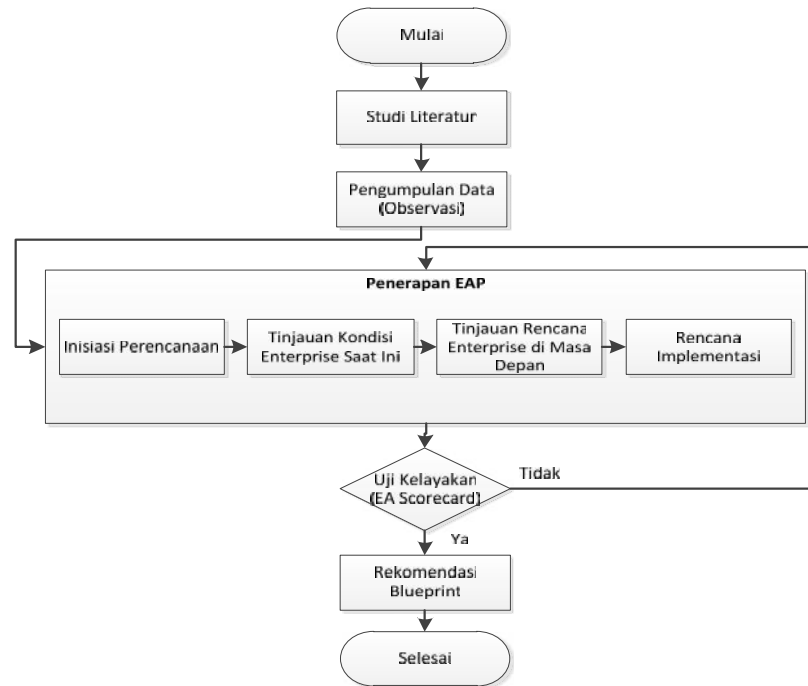 Mulai
Studi Literatur
Pengumpulan Data
(Observasi)
Penerapan EAP
Inisiasi Perencanaan
Tinjauan Kondisi
Enterprise Saat Ini
Tinjauan Rencana
Enterprise di Masa
Depan
Rencana
Implementasi
Uji Kelayakan
(EA Scorecard)
Tidak
Ya
Rekomendasi
Blueprint
Selesai